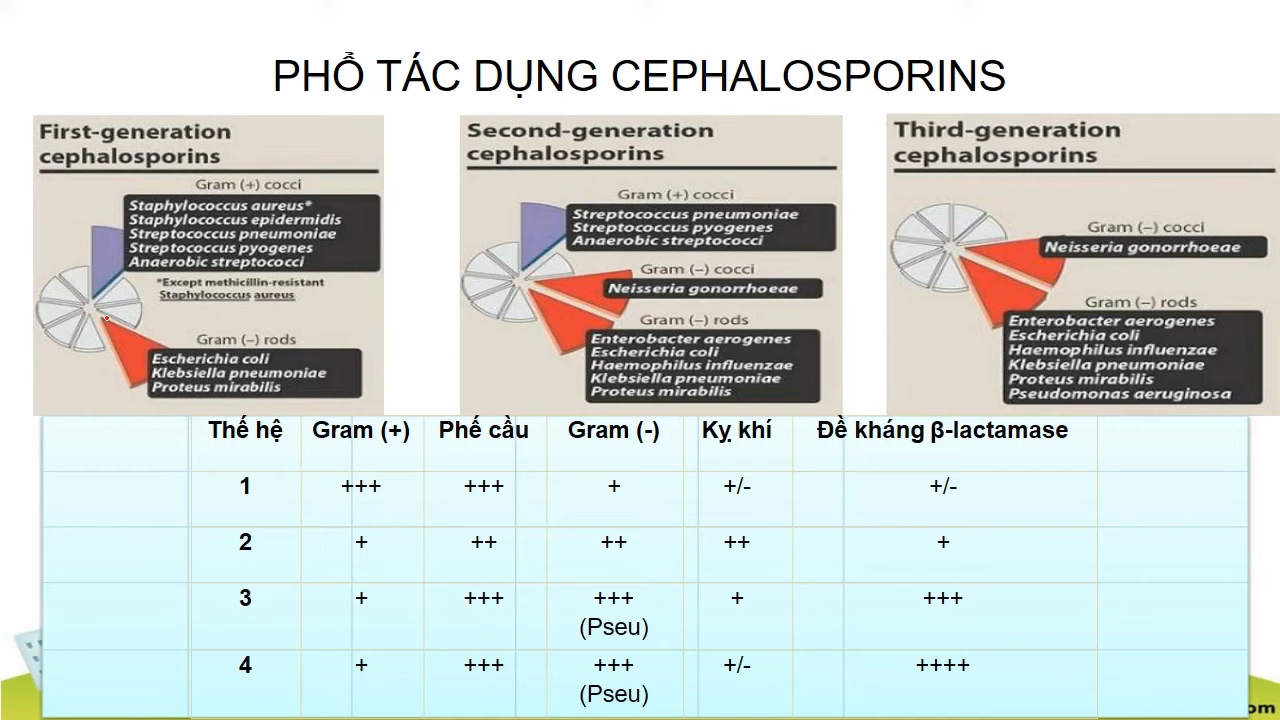 PHỔ TÁC DỤNG CEPHALOSPORINS
First-generation
cephalosporins
Gram (+) cocci
Staphylococcus aureus*
Staphylococcus epidermidis
Streptococcus pneumoniae
Streptococcus pyogenes
Anaerobic streptococci
*Except methicillin-resistant
Staphylococcus aureus
Gram (–) rods
Escherichia coli
Klebsiella pneumoniae
Proteus mirabilis
Second-generation
cephalosporins
Gram (+) cocci
Streptococcus pneumoniae
Streptococcus pyogenes
Anaerobic streptococci
Gram (–) cocci
Neisseria gonorrhoeae
Gram (–) rods
Enterobacter aerogenes
Escherichia coli
Haemophilus influenzae
Klebsiella pneumoniae
Proteus mirabilis
Third-generation
cephalosporins
Gram (–) cocci
Neisseria gonorrhoeae
Gram (–) rods
Enterobacter aerogenes
Escherichia coli
Haemophilus influenzae
Klebsiella pneumoniae
Proteus mirabilis
Pseudomonas aeruginosa
Thế hệ Gram (+) Phế cầu Gram (-) Kỵ khí Đề kháng β-lactamase
1 +++ +++ + +/- +/-
2 + ++ ++ ++ +
3 + +++ +++ + +++
(Pseu)
4 + +++ +++ +/- ++++
(Pseu)
om